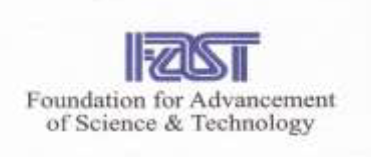 FAST
Foundation for Advancement
of Science & Technology